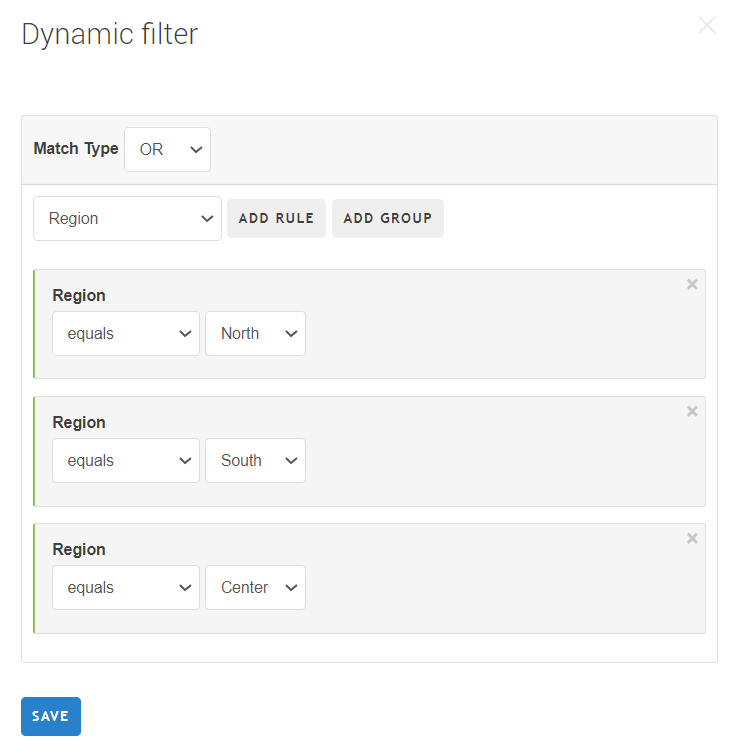 Dynamic filter
Match Type OR
Region ADD RULE ADD GROUP
Region
equals North
Region
equals South
Region
equals Center
SAVE